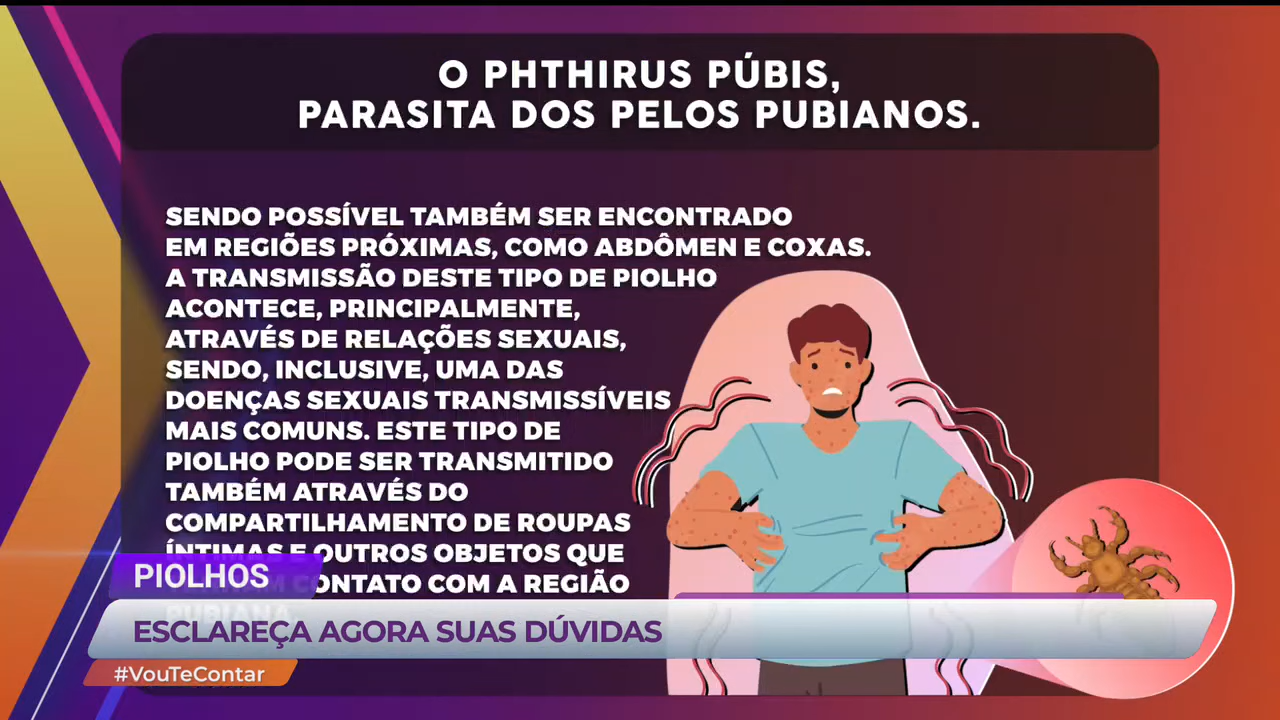 O PHTHIRUS PÚBIS,
PARASITA DOS PELOS PUBIANOS.
SENDO POSSÍVEL TAMBÉM SER ENCONTRADO
EM REGIÕES PRÓXIMAS, COMO ABDÔMEN E COXAS.
A TRANSMISSÃO DESTE TIPO DE PIOLHO
ACONTECE, PRINCIPALMENTE,
ATRAVÉS DE RELAÇÕES SEXUAIS,
SENDO, INCLUSIVE, UMA DAS
DOENÇAS SEXUAIS TRANSMISSÍVEIS
MAIS COMUNS. ESTE TIPO DE
PIOLHO PODE SER TRANSMITIDO
TAMBÉM ATRAVÉS DO
COMPARTILHAMENTO DE ROUPAS
ÍNTIMAS E OUTROS OBJETOS QUE
CONTATO COM A REGIÃO
PIOLHOS
ESCLAREÇA AGORA SUAS DÚVIDAS
#VouTeContar